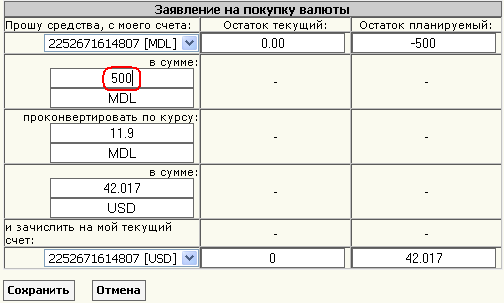 Заявление на покупку валюты
Прошу средства, с моего счета: Остаток текущий: Остаток планируемый:
2252671614807 [MDL] 0.00 -500
в сумме:
500 - -
MDL
проконвертировать по курсу:
11.9 - -
MDL
в сумме:
42.017 - -
USD
и зачислить на мой текущий - -
счет:
2252671614807 [USD] 0 42.017
Сохранить Отмена